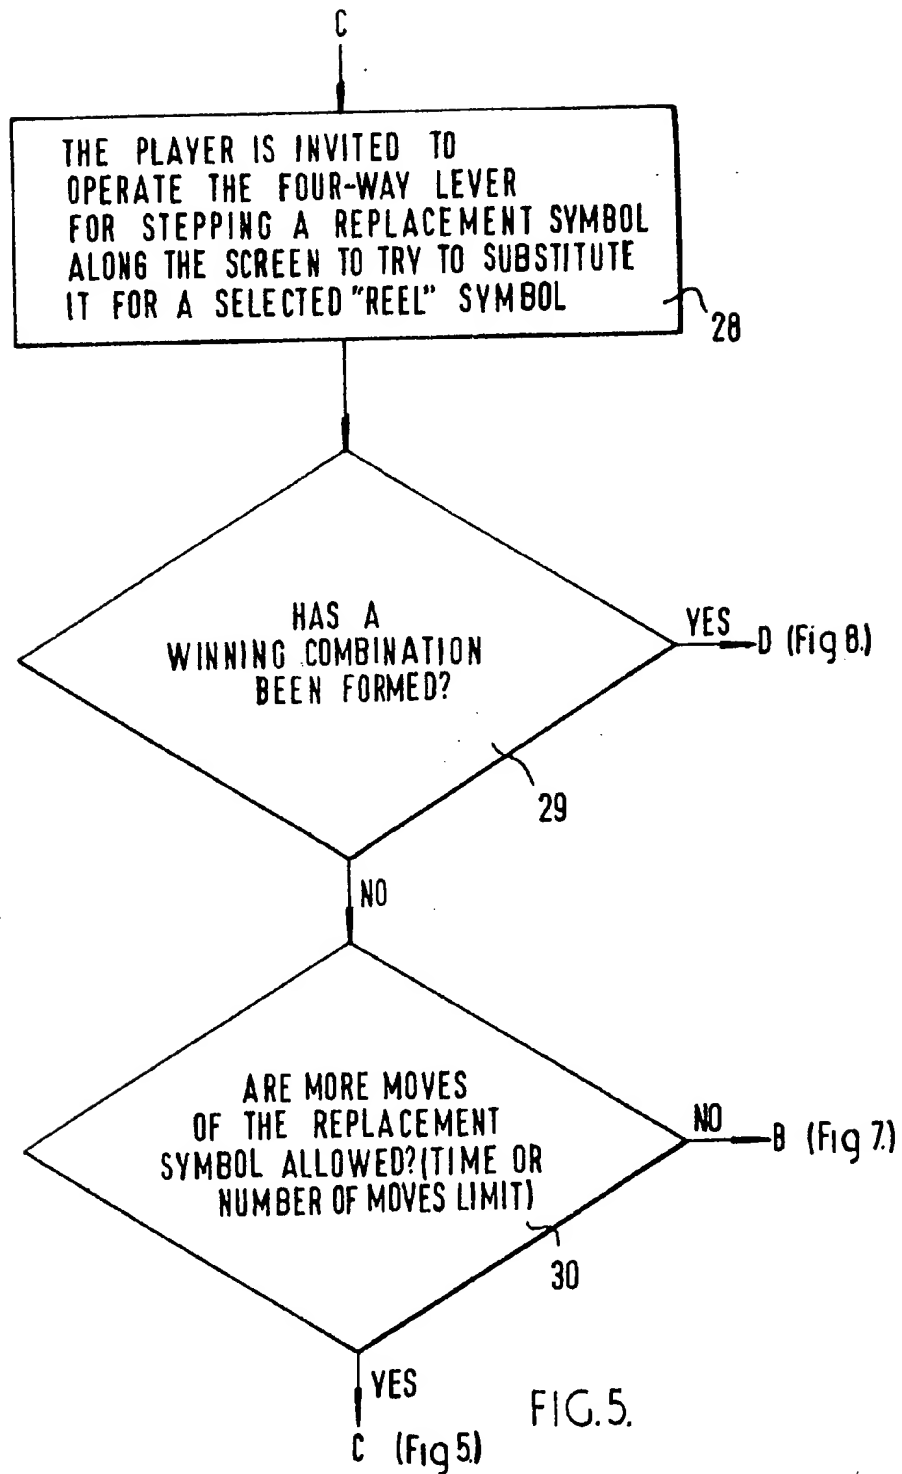 C
THE PLAYER IS INVITED TO
OPERATE THE FOUR-WAY LEVER
FOR STEPPING A REPLACEMENT SYMBOL
ALONG THE SCREEN TO TRY TO SUBSTITUTE
IT FOR A SELECTED "REEL" SYMBOL
28
HAS A
WINNING COMBINATION
BEEN FORMED?
YES
D (Fig 8.)
29
NO
ARE MORE MOVES
OF THE REPLACEMENT
SYMBOL ALLOWED?(TIME OR
NUMBER OF MOVES LIMIT)
NO
B (Fig 7.)
30
YES
C (Fig 5.)
FIG. 5.